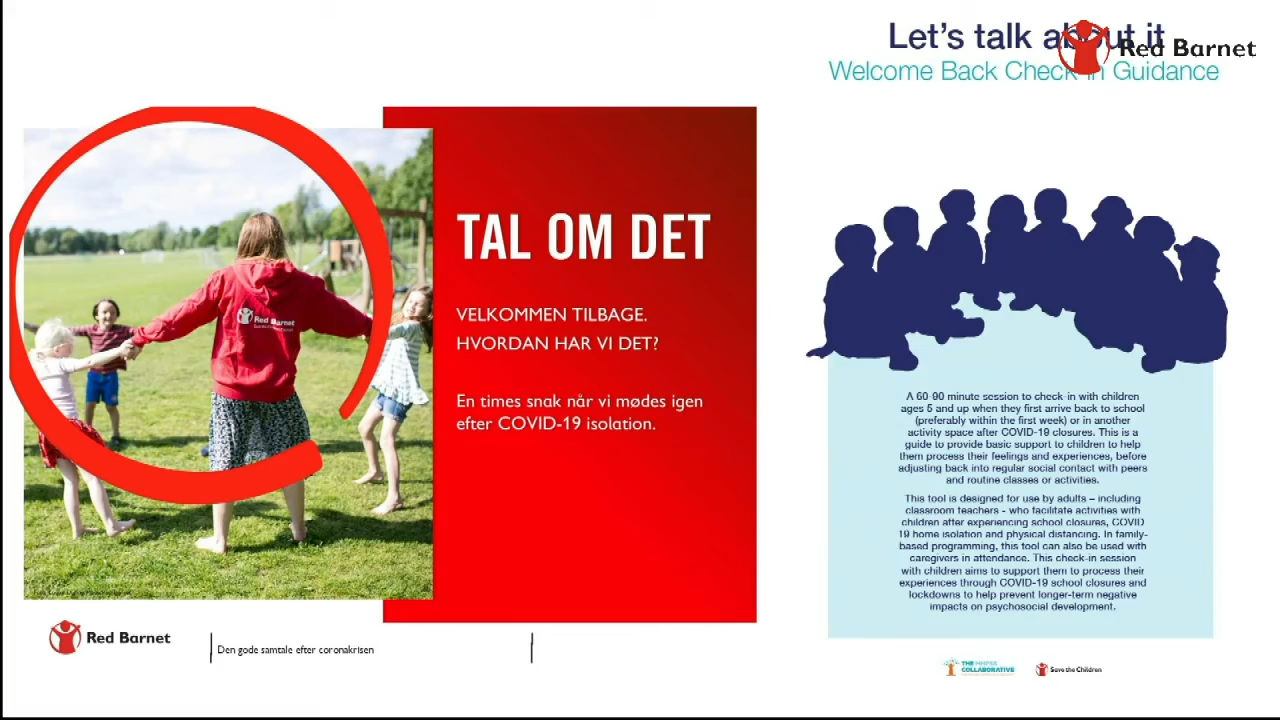 Let's talk about it
Red Barnet
Welcome Back Check-in Guidance
TAL OM DET
VELKOMMEN TILBAGE.
HVORDAN HAR VI DET?
En times snak når vi mødes igen
efter COVID-19 isolation.
Red Barnet
A 60-90 minute session to check-in with children
ages 5 and up when they first arrive back to school
(preferably within the first week) or in another
activity space after COVID-19 closures. This is a
guide to provide basic support to children to help
them process their feelings and experiences, before
adjusting back into regular social contact with peers
and routine classes or activities.
This tool is designed for use by adults – including
classroom teachers - who facilitate activities with
children after experiencing school closures, COVID
19 home isolation and physical distancing. In family-
based programming, this tool can also be used with
caregivers in attendance. This check-in session
with children aims to support them to process their
experiences through COVID-19 school closures and
lockdowns to help prevent longer-term negative
impacts on psychosocial development.
Red Barnet
Den gode samtale efter coronakrisen
THE MHPSS
COLLABORATIVE
Save the Children